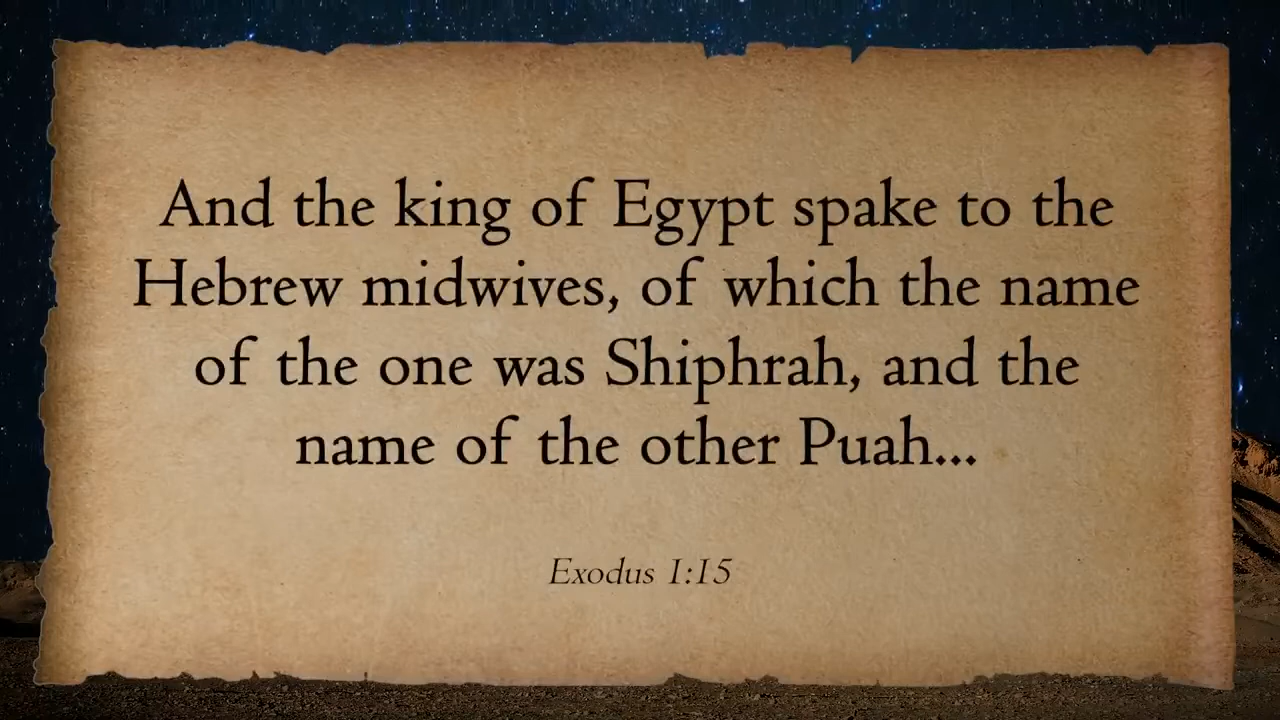 And the king of Egypt spake to the
Hebrew midwives, of which the name
of the one was Shiphrah, and the
name of the other Puah...
Exodus 1:15